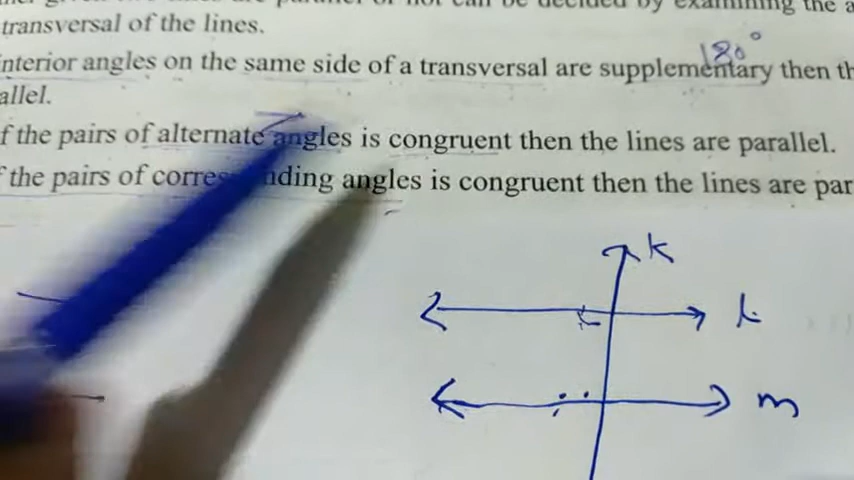 transversal of the lines.
180°
nterior angles on the same side of a transversal are supplementary then th
allel.
f the pairs of alternate angles is congruent then the lines are parallel.
the pairs of angles is congruent then the lines are par
k
m